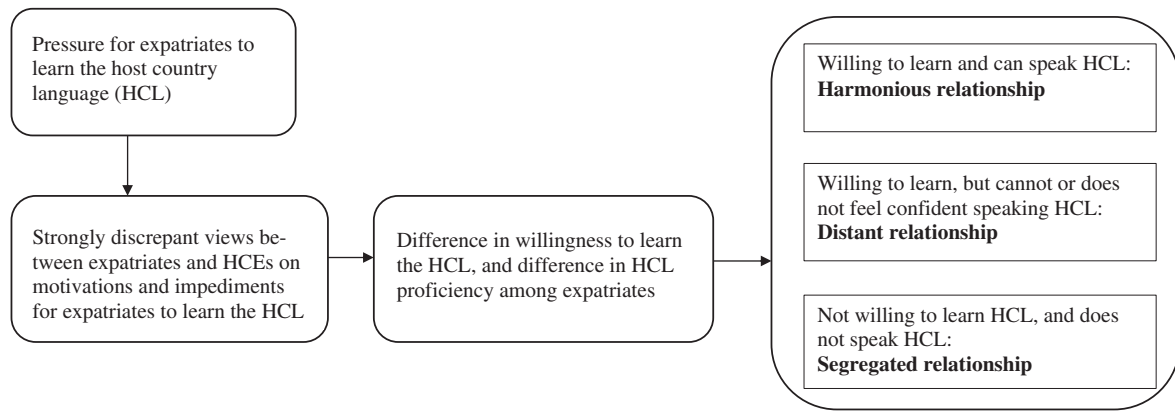 Pressure for expatriates to
learn the host country
language (HCL)
Strongly discrepant views be-
tween expatriates and HCEs on
motivations and impediments
for expatriates to learn the HCL
Difference in willingness to learn
the HCL, and difference in HCL
proficiency among expatriates
Willing to learn and can speak HCL:
Harmonious relationship
Willing to learn, but cannot or does
not feel confident speaking HCL:
Distant relationship
Not willing to learn HCL, and does
not speak HCL:
Segregated relationship